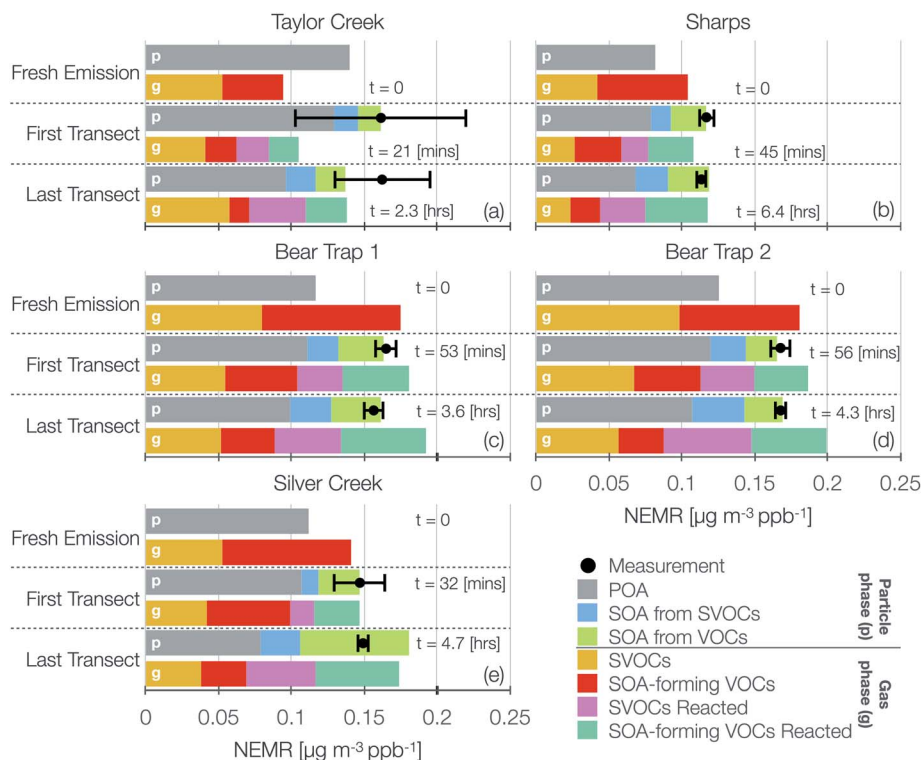 Taylor Creek
Sharps
Fresh Emission
p
g
t = 0
p
g
t = 0
First Transect
p
g
t = 21 [mins]
p
g
t = 45 [mins]
Last Transect
p
g
t = 2.3 [hrs]
(a)
p
g
t = 6.4 [hrs]
(b)
Bear Trap 1
Bear Trap 2
Fresh Emission
p
g
t = 0
p
g
t = 0
First Transect
p
g
t = 53 [mins]
p
g
t = 56 [mins]
Last Transect
p
g
t = 3.6 [hrs]
(c)
p
g
t = 4.3 [hrs]
(d)
0 0.05 0.1 0.15 0.2 0.25
NEMR [µg m-3 ppb-1]
Silver Creek
Fresh Emission
p
g
t = 0
First Transect
p
g
t = 32 [mins]
Last Transect
p
g
t = 4.7 [hrs]
(e)
0 0.05 0.1 0.15 0.2 0.25
NEMR [µg m-3 ppb-1]
Measurement
POA
SOA from SVOCs
SOA from VOCs
Particle
phase (p)
SVOCs
SOA-forming VOCs
SVOCs Reacted
SOA-forming VOCs Reacted
Gas
phase (g)